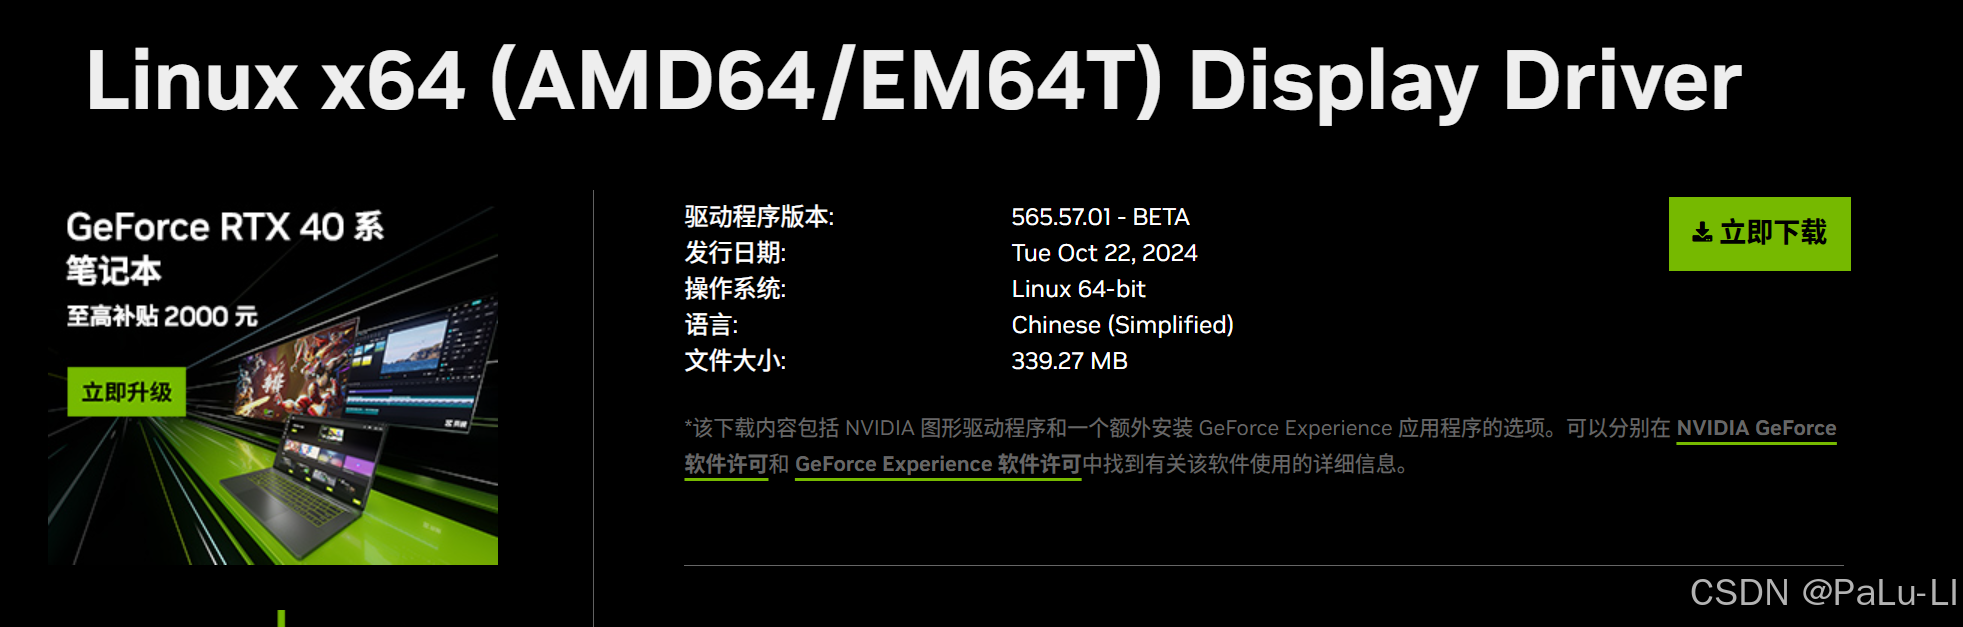 Linux x64 (AMD64/EM64T) Display Driver
GeForce RTX 40 系
笔记本
至高补贴 2000 元
立即升级
驱动程序版本: 565.57.01 - BETA
发行日期: Tue Oct 22, 2024
操作系统: Linux 64-bit
语言: Chinese (Simplified)
文件大小: 339.27 MB
立即下载
*该下载内容包括 NVIDIA 图形驱动程序和一个额外安装 GeForce Experience 应用程序的选项。可以分别在 NVIDIA GeForce
软件许可和 GeForce Experience 软件许可中找到有关该软件使用的详细信息。
CSDN @PaLu-LI